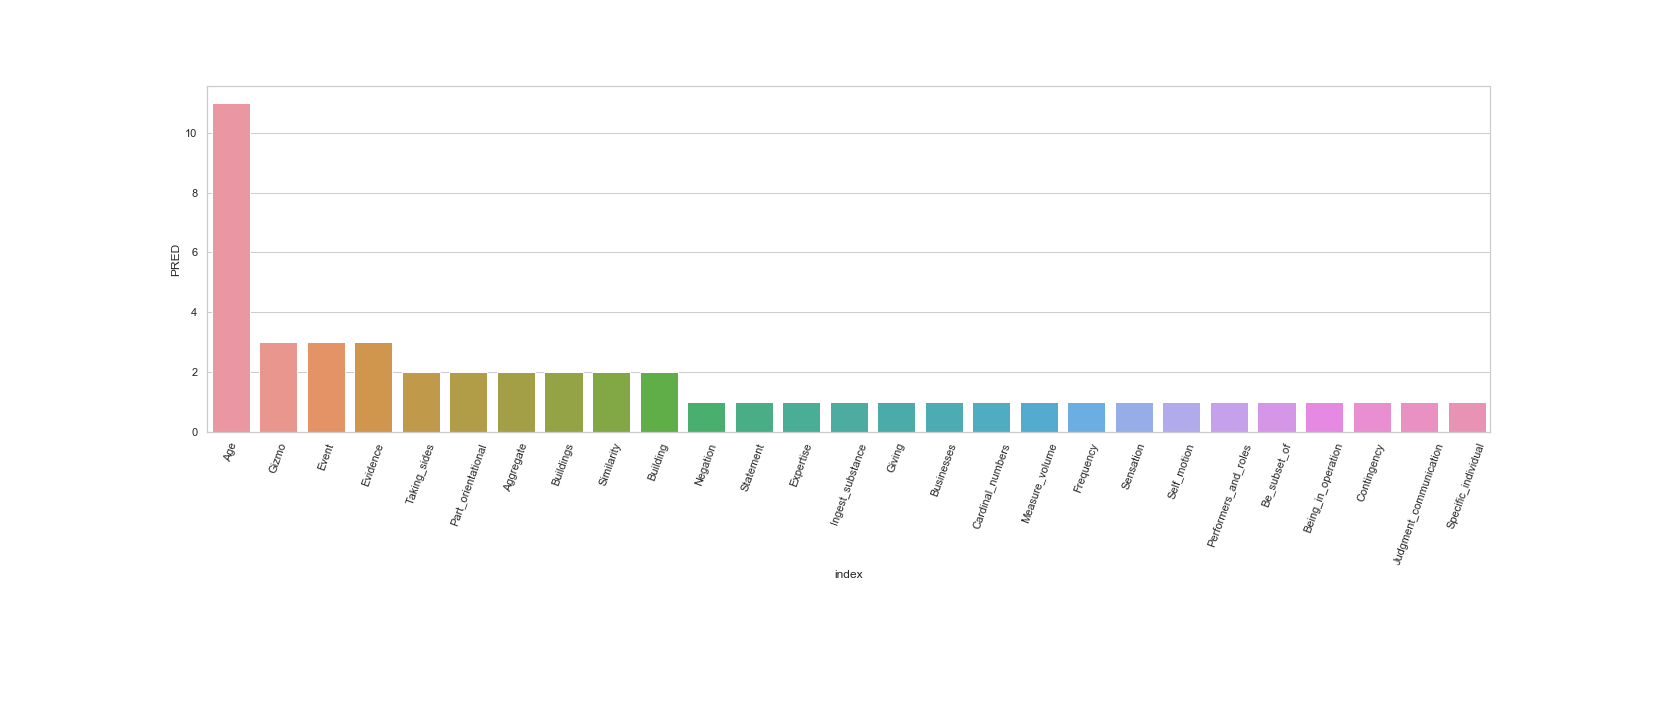 10
8
6
4
2
0
PRED
Age
Gizmo
Event
Evidence
Taking_sides
Part_orientational
Aggregate
Buildings
Similarity
Building
Negation
Statement
Expertise
Ingest_substance
Giving
Businesses
Cardinal_numbers
Measure_volume
Frequency
Sensation
Self_motion
Performers_and_roles
Be_subset_of
Being_in_operation
Contingency
Judgment_communication
Specific_individual
index